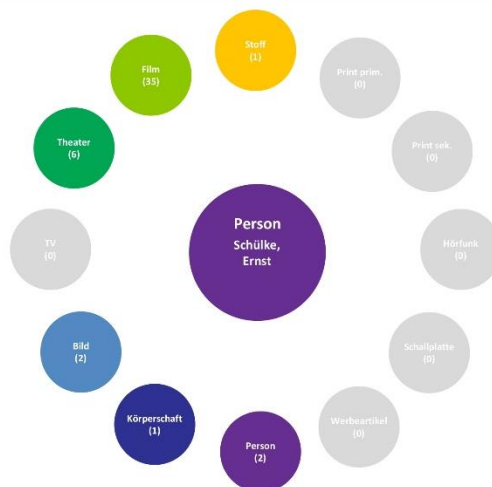 Stoff
(1)
Print prim.
(0)
Print sek.
(0)
Hörfunk
(0)
Schallplatte
(0)
Werbeartikel
(0)
Person
(2)
Körperschaft
(1)
Bild
(2)
TV
(0)
Theater
(6)
Film
(35)
Person
Schülke,
Ernst